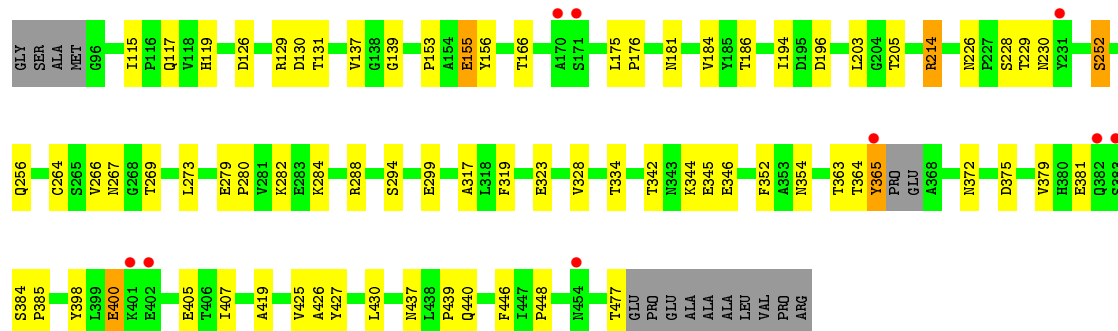 GLY SER ALA MET G96 I115 P116 Q117 V118 H119 D126 R129 D130 T131 V137 G138 G139 P153 A154 E155 Y156 T166 A170 S171 L175 P176 N181 V184 Y185 T186 I194 D195 D196 L203 G204 T205 R214 N226 P227 S228 T229 N230 Y231 S252
Q256 C264 S265 V266 N267 G268 T269 L273 E279 P280 V281 K282 E283 K284 R288 S294 E299 A317 L318 F319 E323 V328 T334 T342 N343 K344 E345 E346 F352 A353 N354 T363 T364 Y365 PRO GLU A368 N372 D375 V379 H380 E381 Q382 S383
S384 P385 Y398 L399 E400 K401 E402 E405 T406 I407 A419 V425 A426 Y427 L430 N437 L438 P439 Q440 F446 I447 P448 N454 T477 GLU PRO GLU ALA ALA ALA LEU VAL PRO ARG